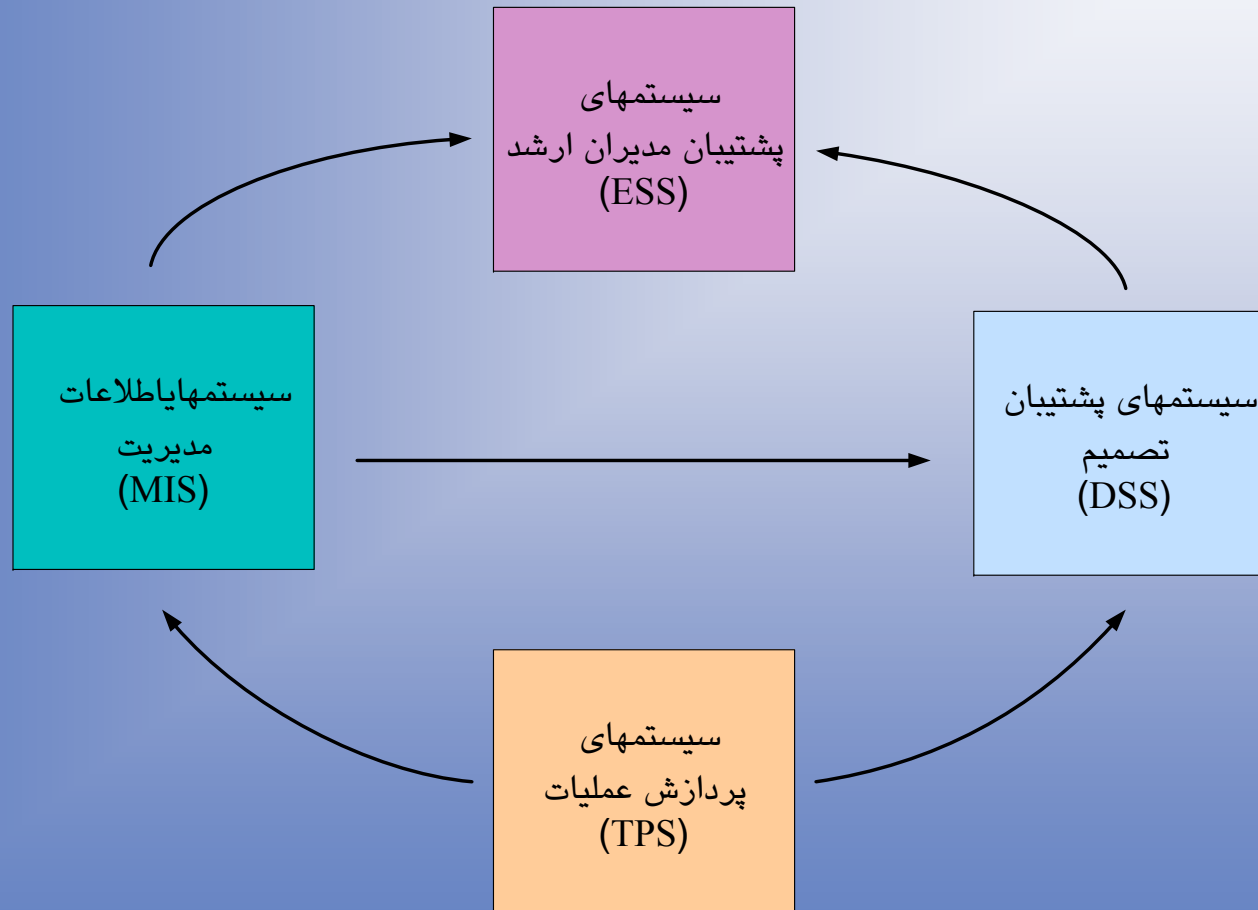 سیستمهای
پشتیبان مدیران ارشد
(ESS)
سیستمهایاطلاعات
مدیریت
(MIS)
سیستمهای پشتیبان
تصمیم
(DSS)
سیستمهای
پردازش عملیات
(TPS)